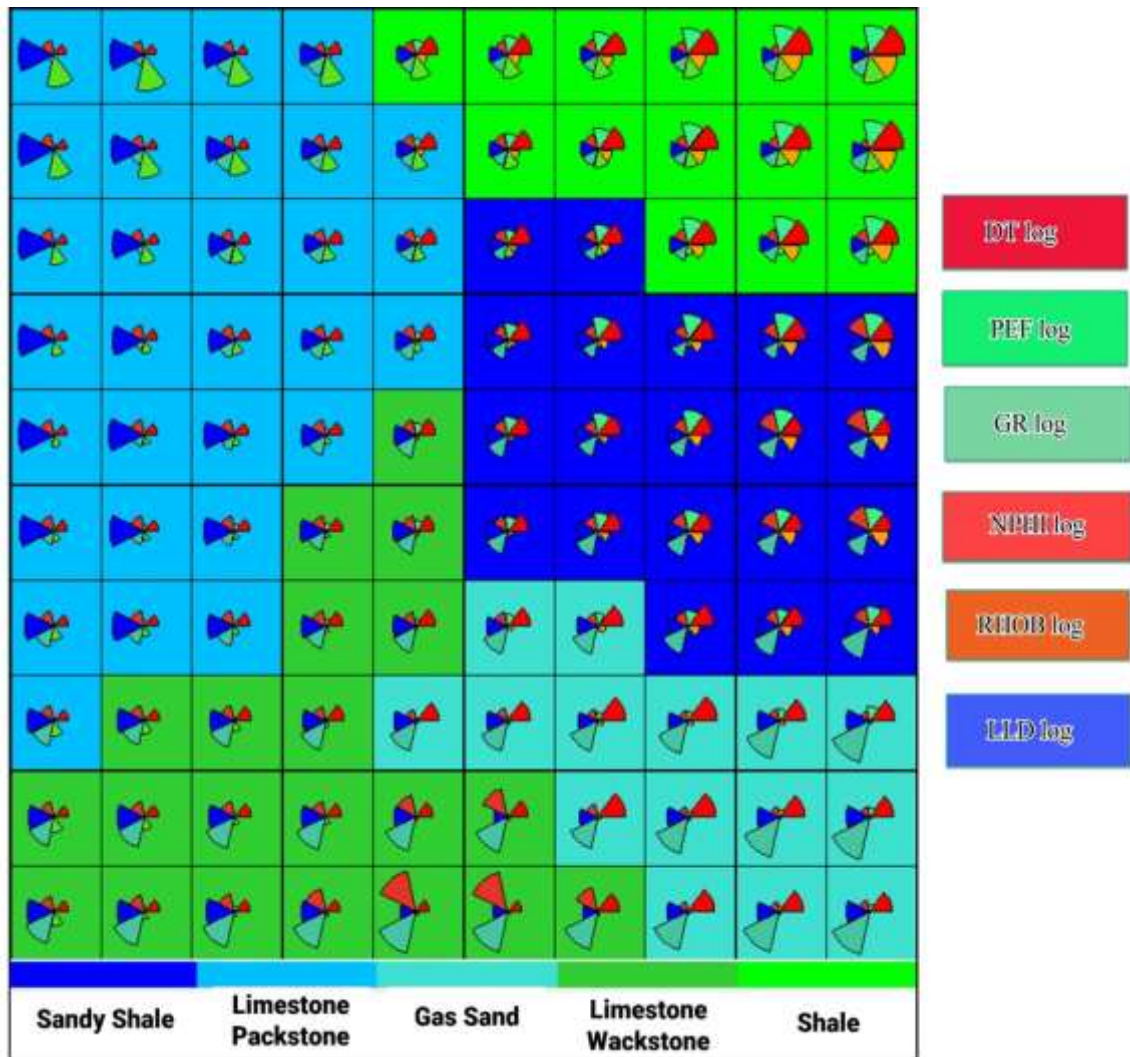 DT log
PEF log
GR log
NPHI log
RHOB log
LLD log
Sandy Shale
Limestone
Packstone
Gas Sand
Limestone
Wackstone
Shale